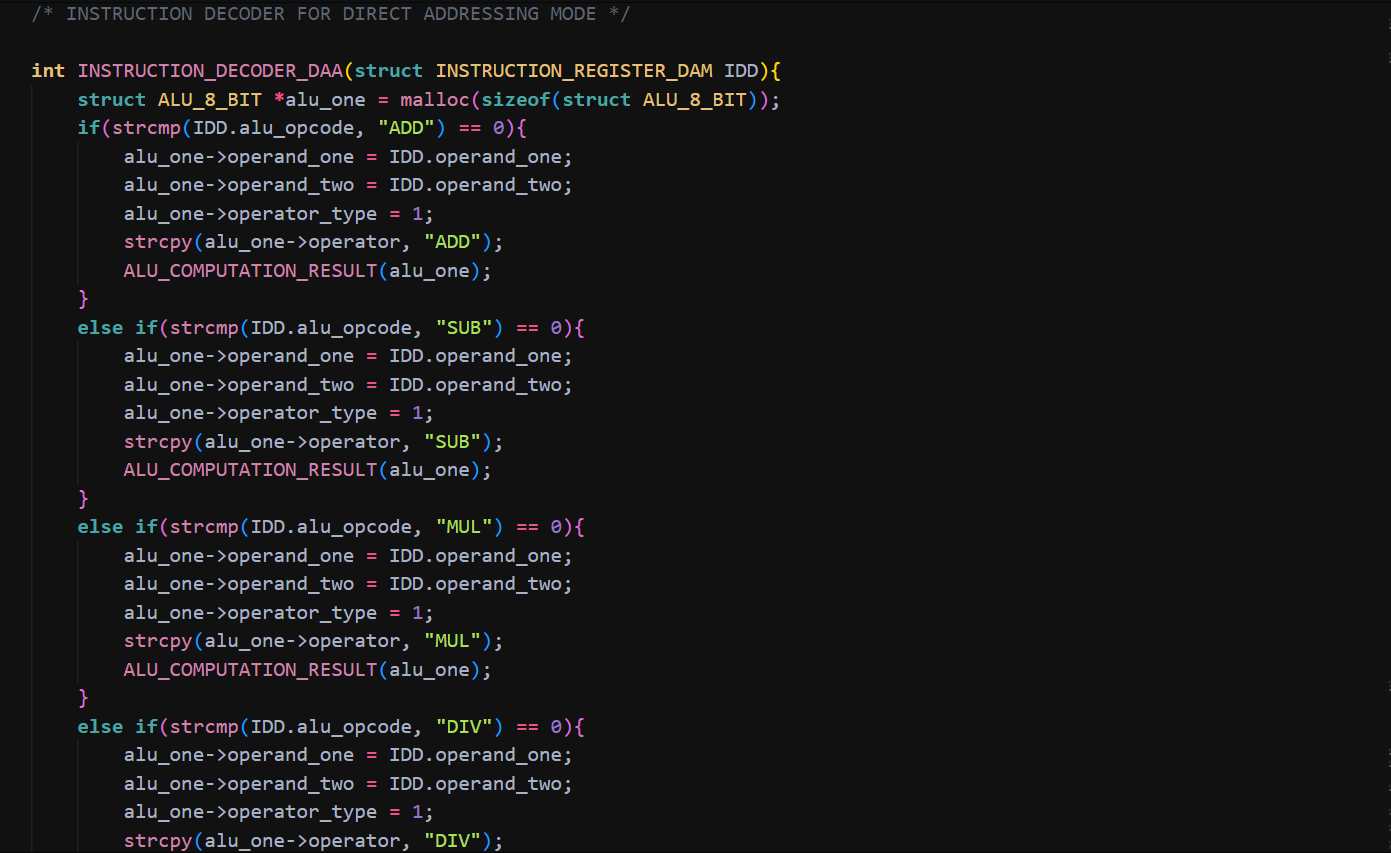 /* INSTRUCTION DECODER FOR DIRECT ADDRESSING MODE */
int INSTRUCTION_DECODER_DAA(struct INSTRUCTION_REGISTER_DAM IDD){
    struct ALU_8_BIT *alu_one = malloc(sizeof(struct ALU_8_BIT));
    if(strcmp(IDD.alu_opcode, "ADD") == 0){
        alu_one->operand_one = IDD.operand_one;
        alu_one->operand_two = IDD.operand_two;
        alu_one->operator_type = 1;
        strcpy(alu_one->operator, "ADD");
        ALU_COMPUTATION_RESULT(alu_one);
    }
    else if(strcmp(IDD.alu_opcode, "SUB") == 0){
        alu_one->operand_one = IDD.operand_one;
        alu_one->operand_two = IDD.operand_two;
        alu_one->operator_type = 1;
        strcpy(alu_one->operator, "SUB");
        ALU_COMPUTATION_RESULT(alu_one);
    }
    else if(strcmp(IDD.alu_opcode, "MUL") == 0){
        alu_one->operand_one = IDD.operand_one;
        alu_one->operand_two = IDD.operand_two;
        alu_one->operator_type = 1;
        strcpy(alu_one->operator, "MUL");
        ALU_COMPUTATION_RESULT(alu_one);
    }
    else if(strcmp(IDD.alu_opcode, "DIV") == 0){
        alu_one->operand_one = IDD.operand_one;
        alu_one->operand_two = IDD.operand_two;
        alu_one->operator_type = 1;
        strcpy(alu_one->operator, "DIV");